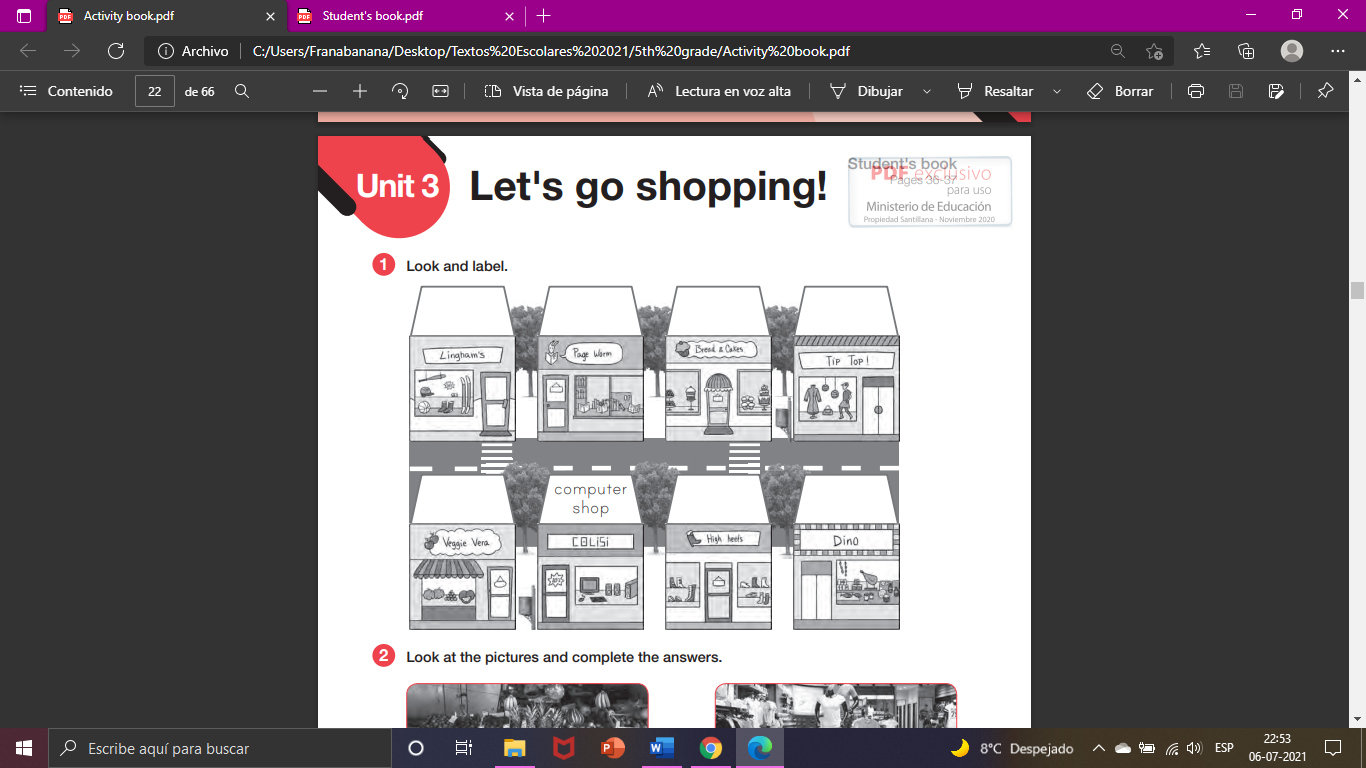 Activity book.pdf
Student's book.pdf
Archivo
C:/Users/Franabanana/Desktop/Textos%20Escolares%202021/5th%20grade/Activity%20book.pdf
Contenido
22
de 66
Vista de página
Lectura en voz alta
Dibujar
Resaltar
Borrar
Unit 3
Let's go shopping!
Student's book
Pages 36-37
PDF exclusivo
para uso
Ministerio de Educación
Propiedad Santillana - Noviembre 2020
1 Look and label.
Lingham's
Page Worm
Bread & Cakes
Tip Top!
computer
shop
Veggie Vera
COLiSi
High heels
Dino
2 Look at the pictures and complete the answers.
Escribe aquí para buscar
8°C Despejado
ESP
22:53
06-07-2021